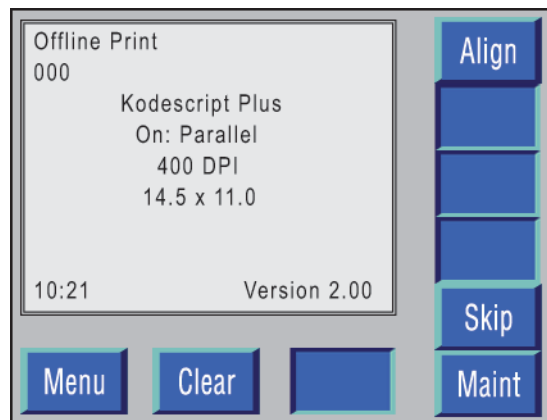 Offline Print
000
Kodescript Plus
On: Parallel
400 DPI
14.5 x 11.0
10:21 Version 2.00
Align
Skip
Menu Clear Maint